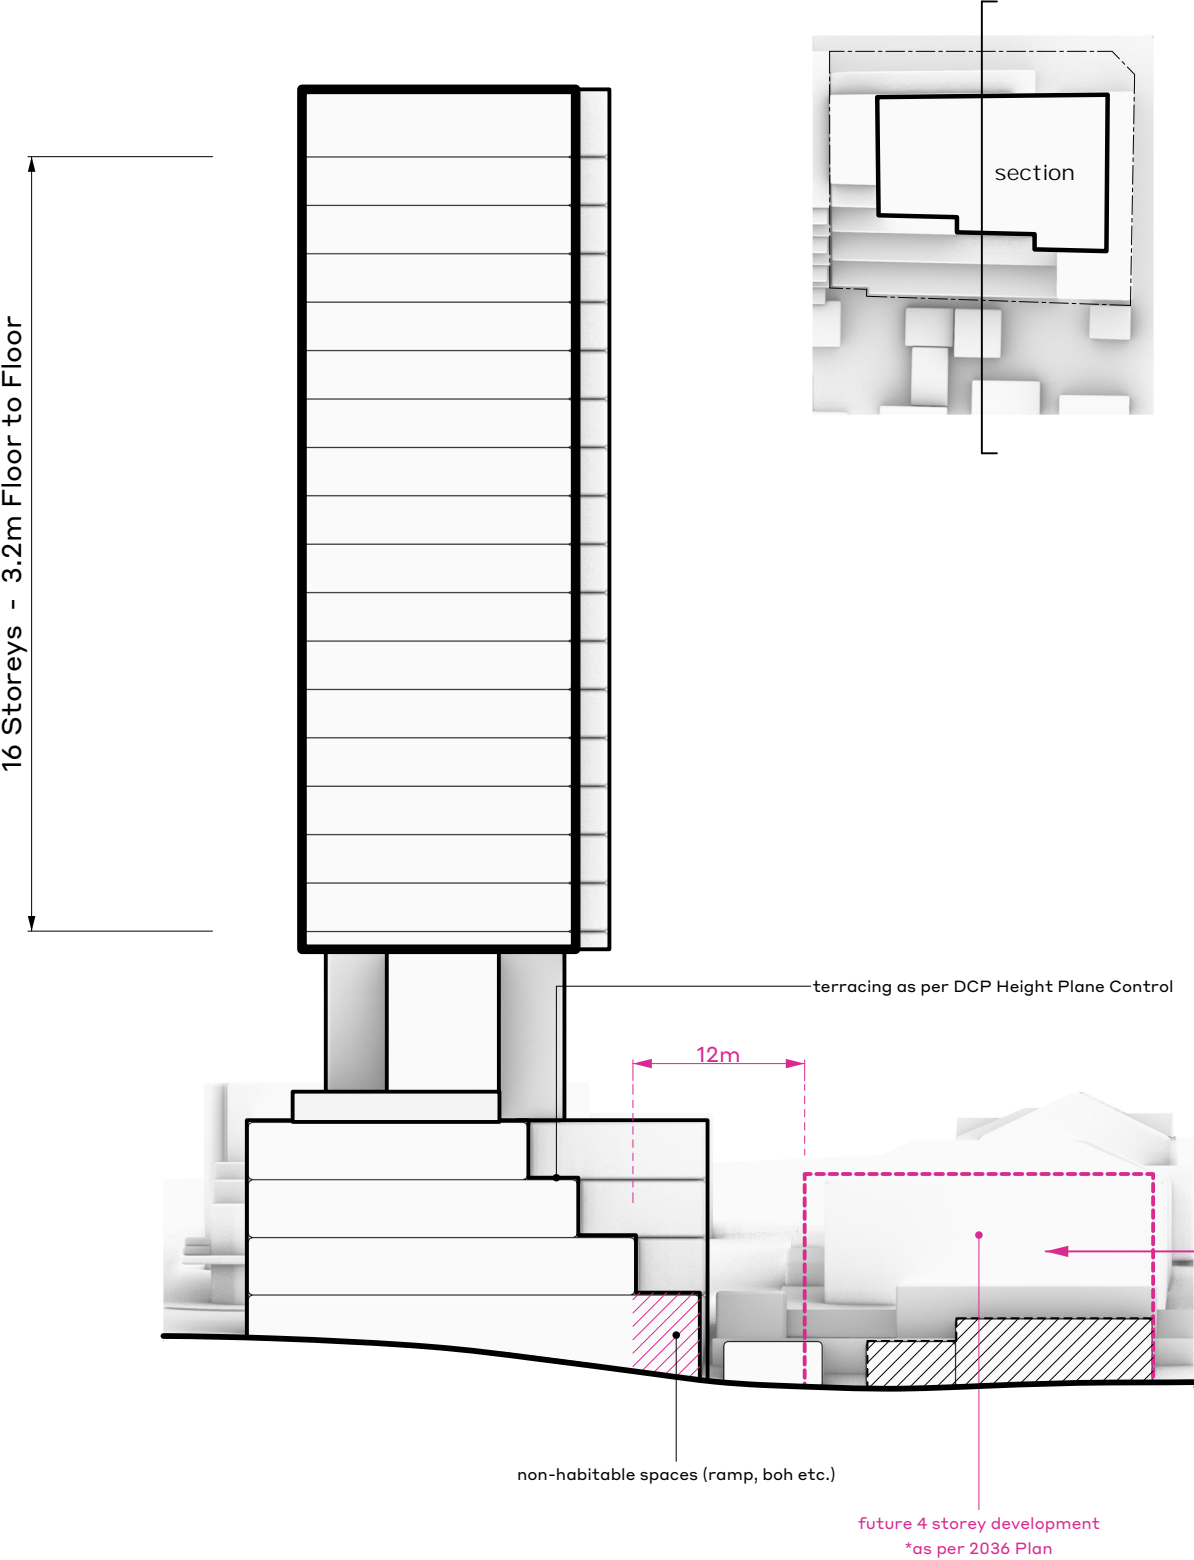 section
16 Storeys - 3.2m Floor to Floor
terracing as per DCP Height Plane Control
12m
non-habitable spaces (ramp, boh etc.)
future 4 storey development
*as per 2036 Plan